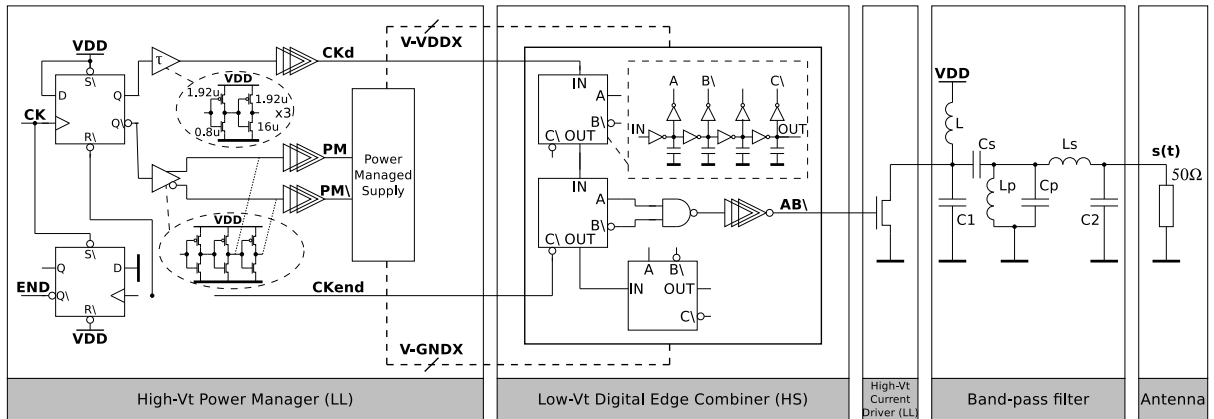 VDD
S\
D
Q
CK
Q\
R\
τ
VDD
1.92u
1.92u
x3
0.8u
16u
CKd
PM
PM\
Power
Managed
Supply
VDD
S\
Q
D
END
Q\
R\
VDD
CKend
V-VDDX
V-GNDX
IN
A
B\
C\ OUT
A
B\
C\
IN
OUT
IN
A
B\
C\ OUT
AB\
A
B\
IN
OUT
C\
VDD
L
Cs
Ls
Lp
Cp
C1
C2
s(t)
50Ω
High-Vt Power Manager (LL)
Low-Vt Digital Edge Combiner (HS)
High-Vt
Current
Driver (LL)
Band-pass filter
Antenna